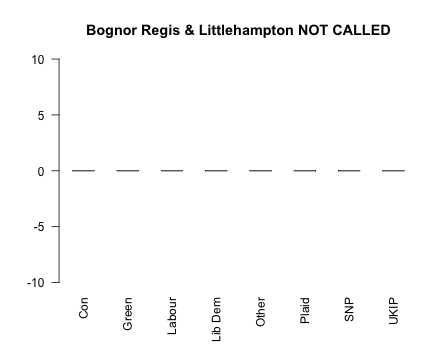 Bognor Regis & Littlehampton NOT CALLED
10
5
0
-5
-10
Con
Green
Labour
Lib Dem
Other
Plaid
SNP
UKIP